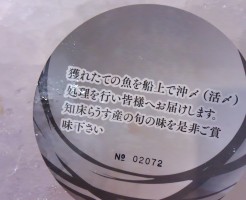 獲れたての魚を船上で沖〆（活〆）
処理を行い皆様へお届けします。
知床らうす産の旬の味を是非ご賞
味下さい
№ 02072